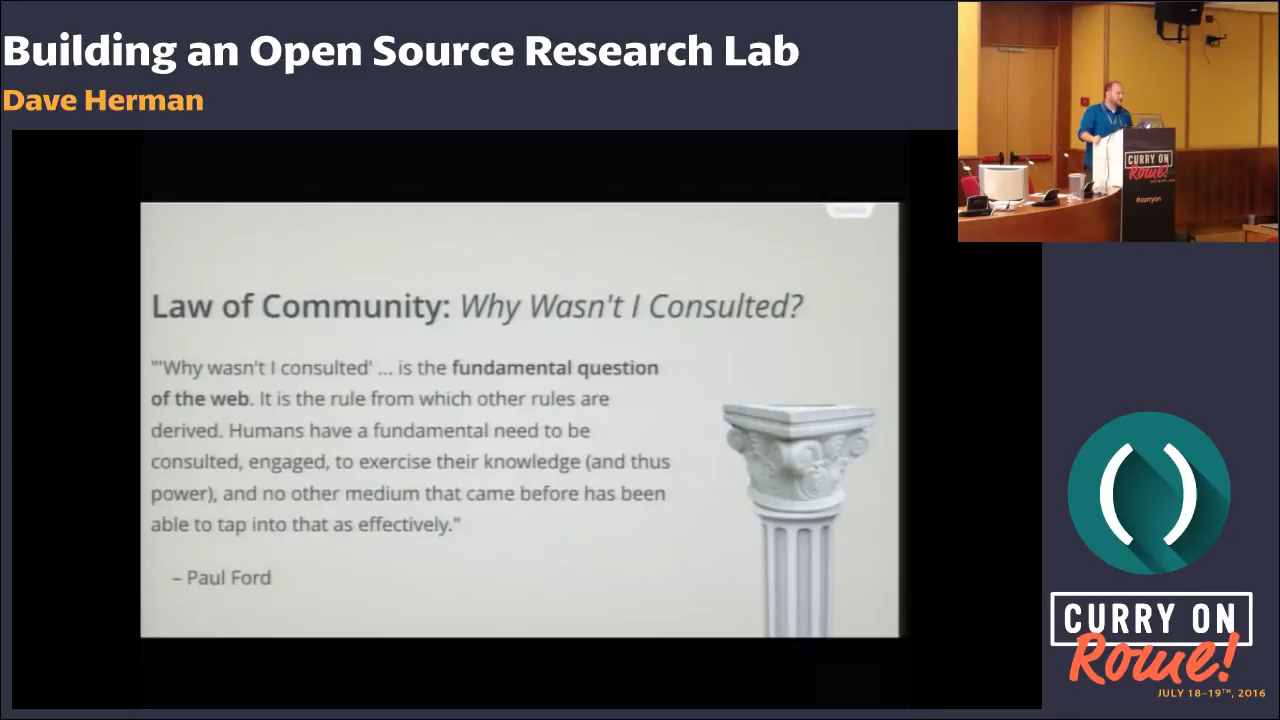 Building an Open Source Research Lab
Dave Herman
CURRY ON
Rome!
#curryon
Law of Community: Why Wasn't I Consulted?
"'Why wasn't I consulted' ... is the fundamental question
of the web. It is the rule from which other rules are
derived. Humans have a fundamental need to be
consulted, engaged, to exercise their knowledge (and thus
power), and no other medium that came before has been
able to tap into that as effectively."
– Paul Ford
( )
CURRY ON
Rome!
JULY 18-19TH, 2016